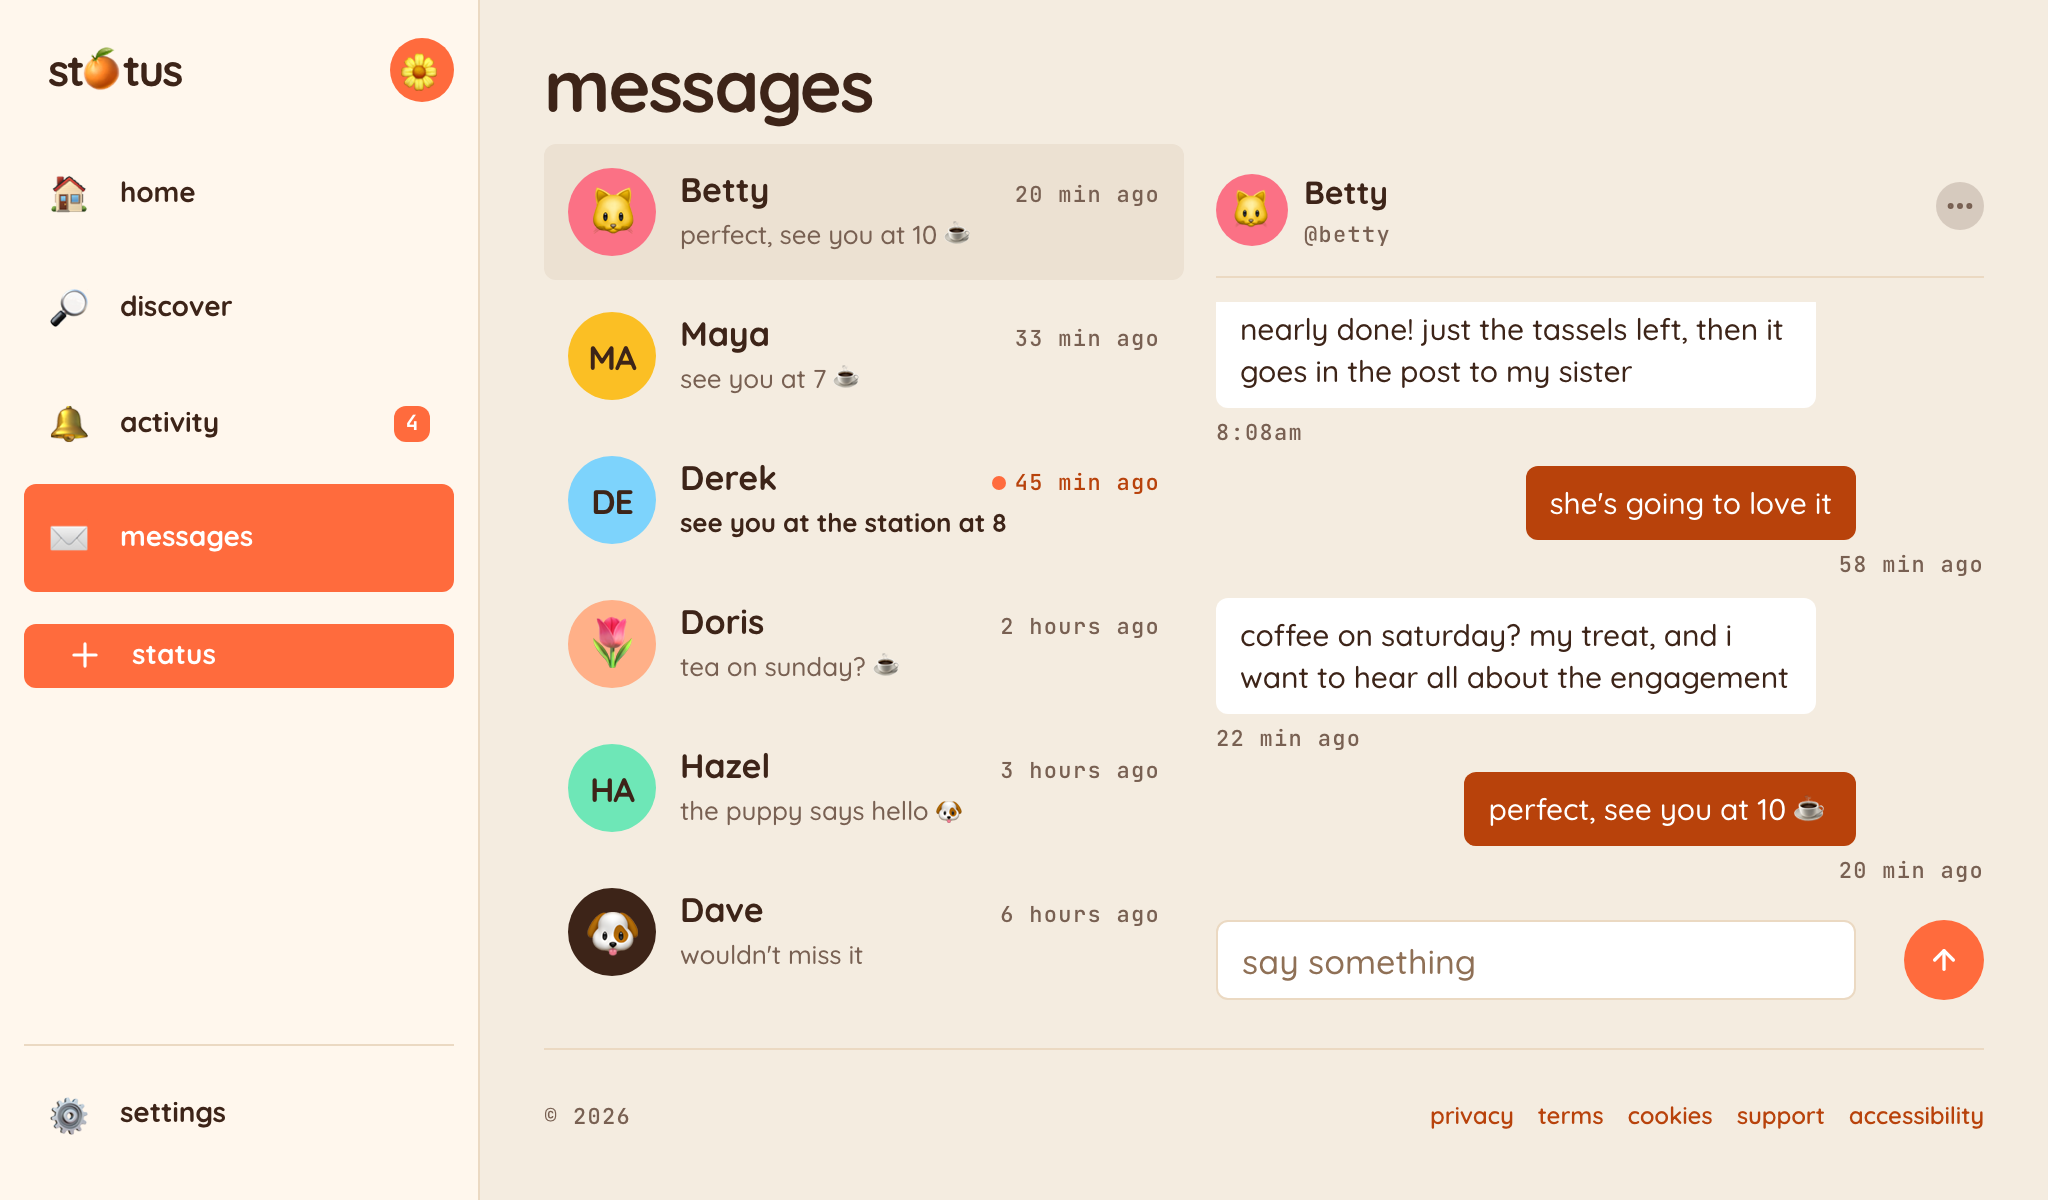 st🍊tus
home
discover
activity
4
messages
status
settings
messages
Betty
20 min ago
perfect, see you at 10 ☕
MA
Maya
33 min ago
see you at 7 ☕
DE
Derek
45 min ago
see you at the station at 8
Doris
2 hours ago
tea on sunday? ☕
HA
Hazel
3 hours ago
the puppy says hello 🐶
Dave
6 hours ago
wouldn't miss it
Betty
@betty
nearly done! just the tassels left, then it
goes in the post to my sister
8:08am
she's going to love it
58 min ago
coffee on saturday? my treat, and i
want to hear all about the engagement
22 min ago
perfect, see you at 10 ☕
20 min ago
say something
© 2026
privacy terms cookies support accessibility